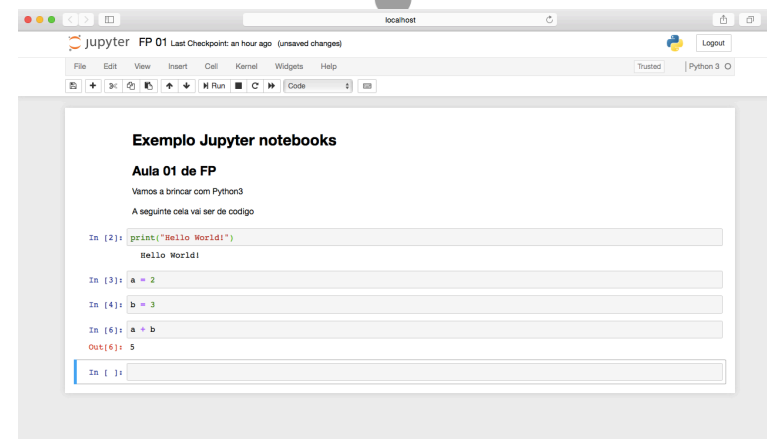 localhost
jupyter FP 01 Last Checkpoint: an hour ago (unsaved changes)
Logout
File Edit View Insert Cell Kernel Widgets Help
Trusted Python 3
Run Code
Exemplo Jupyter notebooks
Aula 01 de FP
Vamos a brincar com Python3
A seguinte cela vai ser de codigo
In [2]: print("Hello World!")
Hello World!
In [3]: a = 2
In [4]: b = 3
In [6]: a + b
Out[6]: 5
In [ ]: